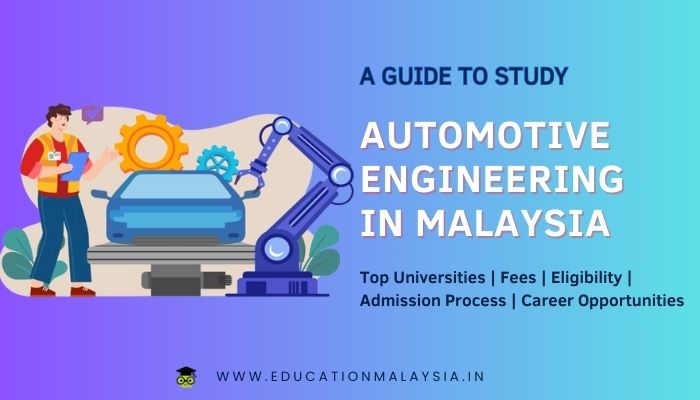 A GUIDE TO STUDY
AUTOMOTIVE
ENGINEERING
IN MALAYSIA
Top Universities | Fees | Eligibility |
Admission Process | Career Opportunities
WWW.EDUCATIONMALAYSIA.IN